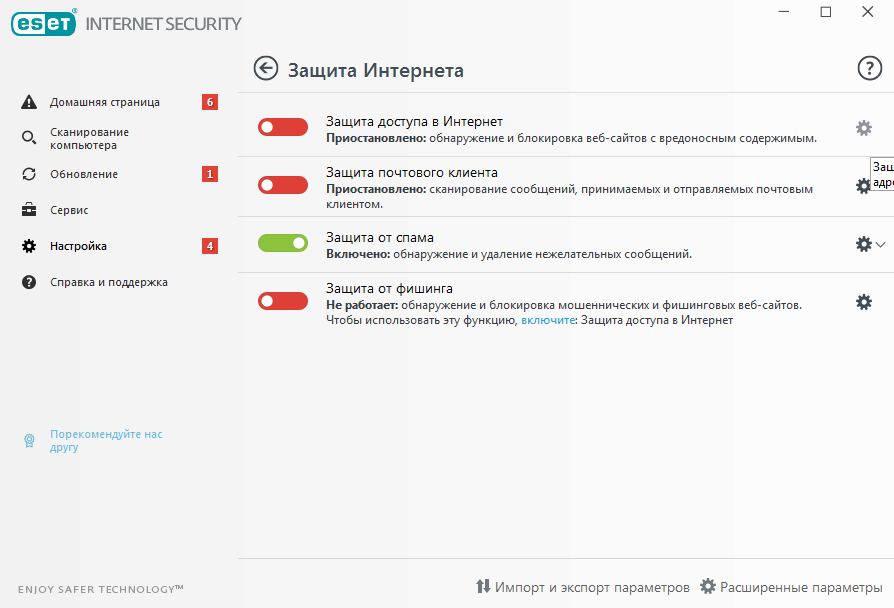 eset INTERNET SECURITY
Защита Интернета
?
Домашняя страница 6
Сканирование
компьютера
Обновление 1
Сервис
Настройка 4
Справка и поддержка
Порекомендуйте нас
другу
Защита доступа в Интернет
Приостановлено: обнаружение и блокировка веб-сайтов с вредоносным содержимым.
Защита почтового клиента
Приостановлено: сканирование сообщений, принимаемых и отправляемых почтовым
клиентом.
Защ
адре
Защита от спама
Включено: обнаружение и удаление нежелательных сообщений.
Защита от фишинга
Не работает: обнаружение и блокировка мошеннических и фишинговых веб-сайтов.
Чтобы использовать эту функцию, включите: Защита доступа в Интернет
ENJOY SAFER TECHNOLOGY™
Импорт и экспорт параметров Расширенные параметры